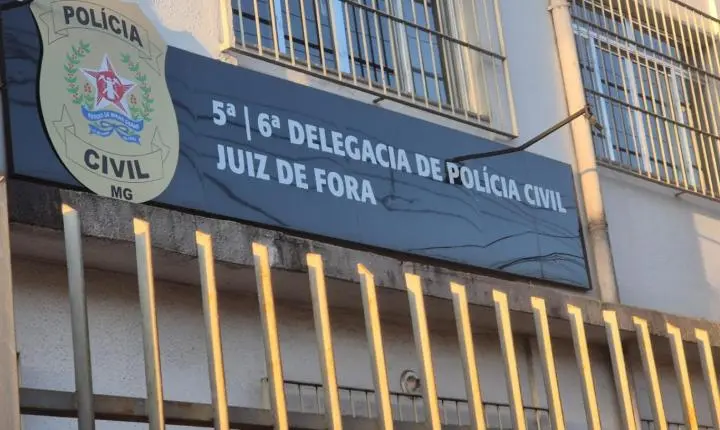 POLÍCIA
CIVIL
MG
5ª | 6ª DELEGACIA DE POLÍCIA CIVIL
JUIZ DE FORA